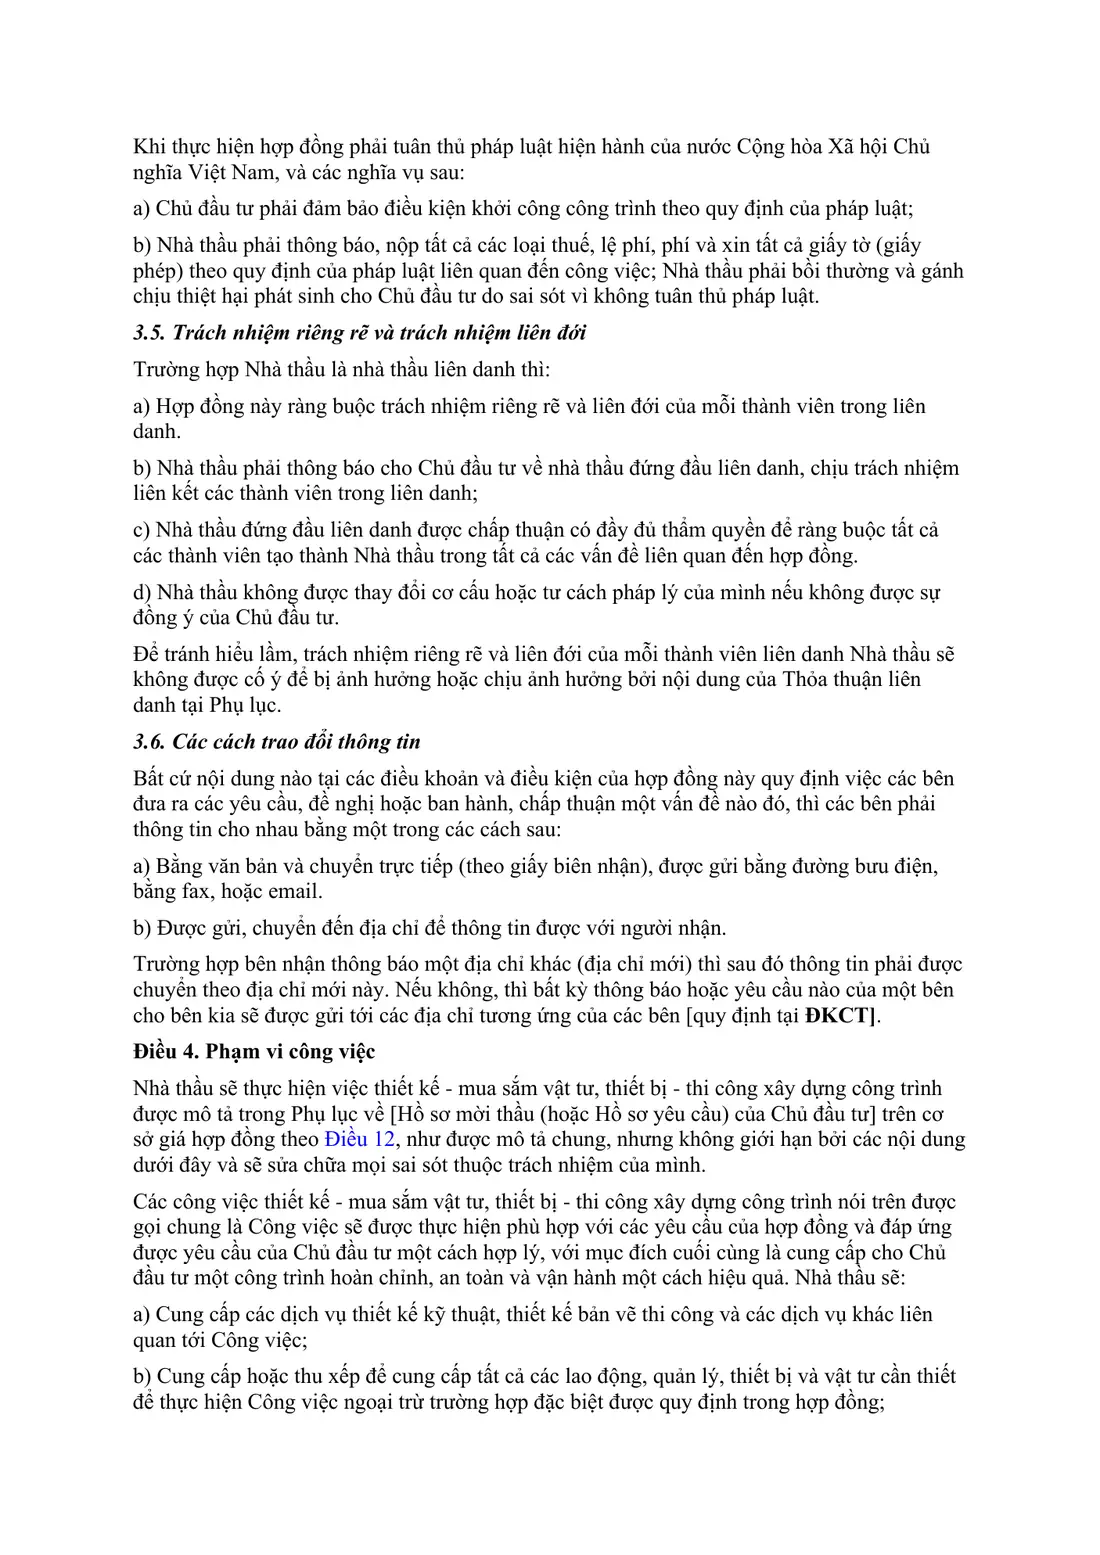 Khi thực hiện hợp đồng phải tuân thủ pháp luật hiện hành của nước Cộng hòa Xã hội Chủ
nghĩa Việt Nam, và các nghĩa vụ sau:
a) Chủ đầu tư phải đảm bảo điều kiện khởi công công trình theo quy định của pháp luật;
b) Nhà thầu phải thông báo, nộp tất cả các loại thuế, lệ phí, phí và xin tất cả giấy tờ (giấy
phép) theo quy định của pháp luật liên quan đến công việc; Nhà thầu phải bồi thường và gánh
chịu thiệt hại phát sinh cho Chủ đầu tư do sai sót vì không tuân thủ pháp luật.
3.5. Trách nhiệm riêng rẽ và trách nhiệm liên đới
Trường hợp Nhà thầu là nhà thầu liên danh thì:
a) Hợp đồng này ràng buộc trách nhiệm riêng rẽ và liên đới của mỗi thành viên trong liên
danh.
b) Nhà thầu phải thông báo cho Chủ đầu tư về nhà thầu đứng đầu liên danh, chịu trách nhiệm
liên kết các thành viên trong liên danh;
c) Nhà thầu đứng đầu liên danh được chấp thuận có đầy đủ thẩm quyền để ràng buộc tất cả
các thành viên tạo thành Nhà thầu trong tất cả các vấn đề liên quan đến hợp đồng.
d) Nhà thầu không được thay đổi cơ cấu hoặc tư cách pháp lý của mình nếu không được sự
đồng ý của Chủ đầu tư.
Để tránh hiểu lầm, trách nhiệm riêng rẽ và liên đới của mỗi thành viên liên danh Nhà thầu sẽ
không được cố ý để bị ảnh hưởng hoặc chịu ảnh hưởng bởi nội dung của Thỏa thuận liên
danh tại Phụ lục.
3.6. Các cách trao đổi thông tin
Bất cứ nội dung nào tại các điều khoản và điều kiện của hợp đồng này quy định việc các bên
đưa ra các yêu cầu, đề nghị hoặc ban hành, chấp thuận một vấn đề nào đó, thì các bên phải
thông tin cho nhau bằng một trong các cách sau:
a) Bằng văn bản và chuyển trực tiếp (theo giấy biên nhận), được gửi bằng đường bưu điện,
bằng fax, hoặc email.
b) Được gửi, chuyển đến địa chỉ để thông tin được với người nhận.
Trường hợp bên nhận thông báo một địa chỉ khác (địa chỉ mới) thì sau đó thông tin phải được
chuyển theo địa chỉ mới này. Nếu không, thì bất kỳ thông báo hoặc yêu cầu nào của một bên
cho bên kia sẽ được gửi tới các địa chỉ tương ứng của các bên [quy định tại ĐKCT].
Điều 4. Phạm vi công việc
Nhà thầu sẽ thực hiện việc thiết kế - mua sắm vật tư, thiết bị - thi công xây dựng công trình
được mô tả trong Phụ lục về [Hồ sơ mời thầu (hoặc Hồ sơ yêu cầu) của Chủ đầu tư] trên cơ
sở giá hợp đồng theo Điều 12, như được mô tả chung, nhưng không giới hạn bởi các nội dung
dưới đây và sẽ sửa chữa mọi sai sót thuộc trách nhiệm của mình.
Các công việc thiết kế - mua sắm vật tư, thiết bị - thi công xây dựng công trình nói trên được
gọi chung là Công việc sẽ được thực hiện phù hợp với các yêu cầu của hợp đồng và đáp ứng
được yêu cầu của Chủ đầu tư một cách hợp lý, với mục đích cuối cùng là cung cấp cho Chủ
đầu tư một công trình hoàn chỉnh, an toàn và vận hành một cách hiệu quả. Nhà thầu sẽ:
a) Cung cấp các dịch vụ thiết kế kỹ thuật, thiết kế bản vẽ thi công và các dịch vụ khác liên
quan tới Công việc;
b) Cung cấp hoặc thu xếp để cung cấp tất cả các lao động, quản lý, thiết bị và vật tư cần thiết
để thực hiện Công việc ngoại trừ trường hợp đặc biệt được quy định trong hợp đồng;